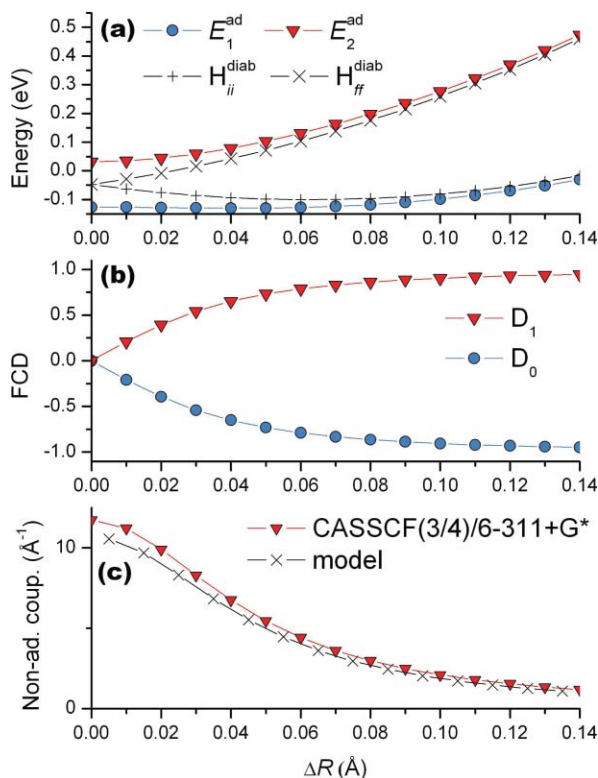 (a) E₁ᵃᵈ E₂ᵃᵈ
Hᵢᵢᵈⁱᵃᵇ H_ff^diab
Energy (eV)
0.5
0.4
0.3
0.2
0.1
0.0
-0.1
0.00 0.02 0.04 0.06 0.08 0.10 0.12 0.14
(b)
FCD
1.0
0.5
0.0
-0.5
-1.0
D₁
D₀
0.00 0.02 0.04 0.06 0.08 0.10 0.12 0.14
(c)
Non-ad. coup. (Å⁻¹)
10
0
CASSCF(3/4)/6-311+G*
model
0.00 0.02 0.04 0.06 0.08 0.10 0.12 0.14
ΔR (Å)